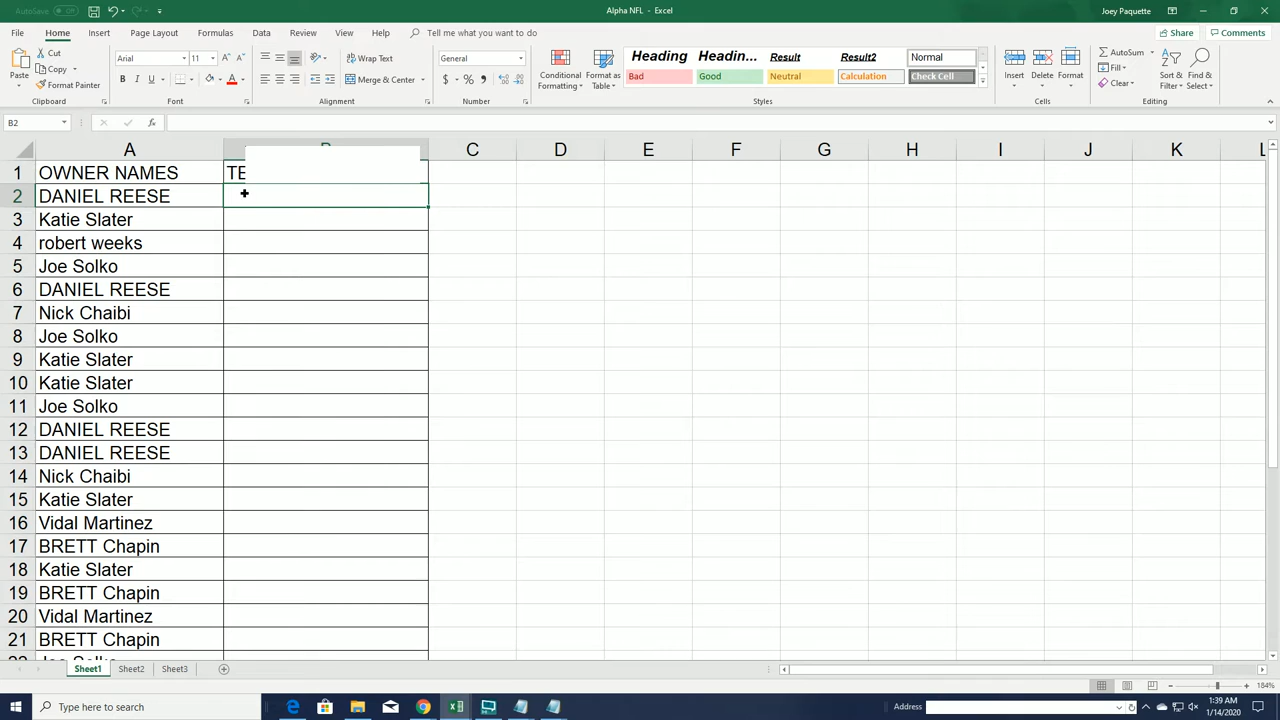 AutoSave Off
Alpha NFL - Excel
Joey Paquette
File Home Insert Page Layout Formulas Data Review View Help Tell me what you want to do
Share Comments
Paste
Cut
Copy
Format Painter
Clipboard
Arial 11
B I U
Font
Wrap Text
Merge & Center
Alignment
General
$ % ,
Number
Conditional Formatting
Format as Table
Heading Headin... Result Result2 Normal
Bad Good Neutral Calculation Check Cell
Styles
Insert Delete Format
Cells
AutoSum
Fill
Clear
Sort & Filter
Find & Select
Editing
B2
fx
A C D E F G H I J K L
1 OWNER NAMES TE
2 DANIEL REESE
3 Katie Slater
4 robert weeks
5 Joe Solko
6 DANIEL REESE
7 Nick Chaibi
8 Joe Solko
9 Katie Slater
10 Katie Slater
11 Joe Solko
12 DANIEL REESE
13 DANIEL REESE
14 Nick Chaibi
15 Katie Slater
16 Vidal Martinez
17 BRETT Chapin
18 Katie Slater
19 BRETT Chapin
20 Vidal Martinez
21 BRETT Chapin
22 Joe Solko
Sheet1 Sheet2 Sheet3
184%
Type here to search
Address
1:39 AM
1/14/2020